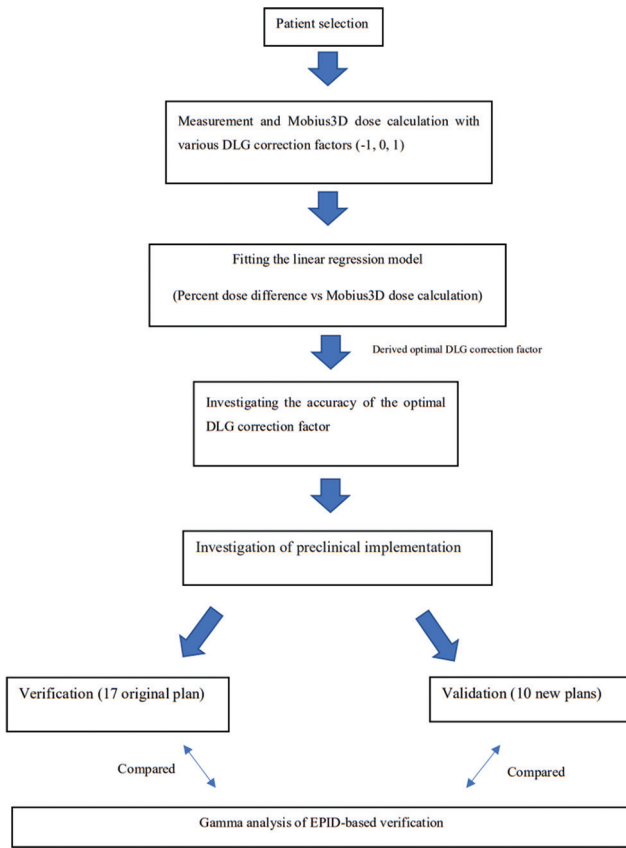 Patient selection
Measurement and Mobius3D dose calculation with
various DLG correction factors (-1, 0, 1)
Fitting the linear regression model
(Percent dose difference vs Mobius3D dose calculation)
Derived optimal DLG correction factor
Investigating the accuracy of the optimal
DLG correction factor
Investigation of preclinical implementation
Verification (17 original plan)
Validation (10 new plans)
Compared
Compared
Gamma analysis of EPID-based verification